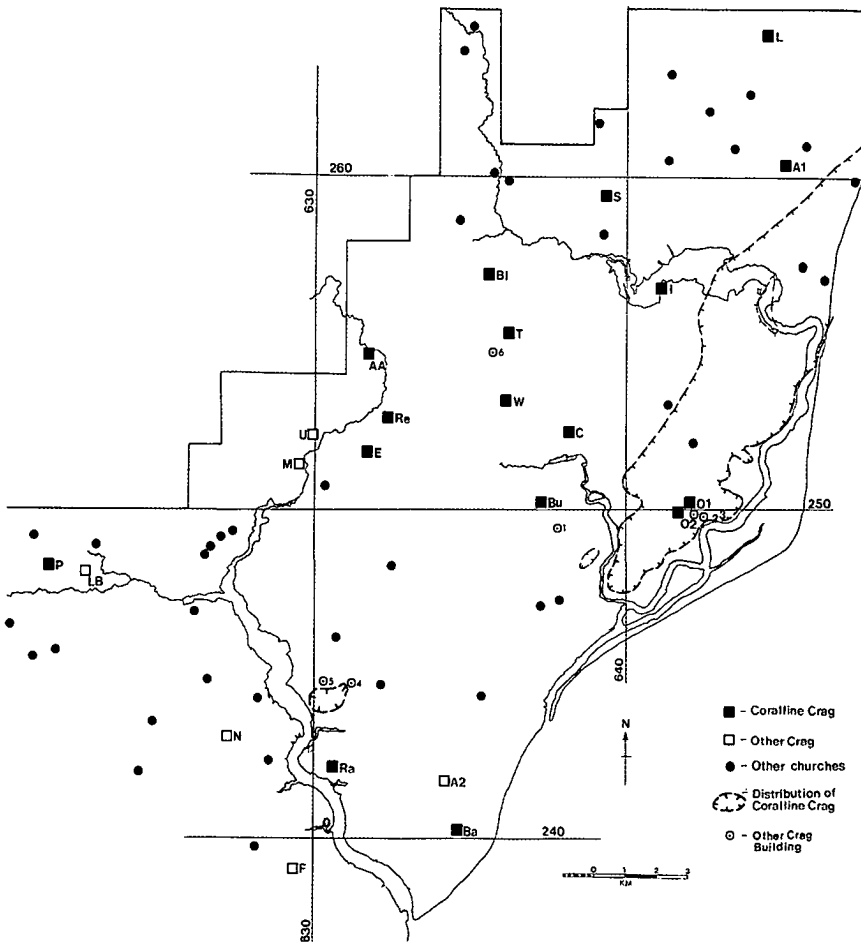 L
260
630
A1
S
BI
I
T
6
AA
W
Re
C
U
E
M
Bu
O1
250
O2
2
3
1
P
LB
640
5
4
N
N
Ra
A2
Ba
240
F
630
- Coralline Crag
- Other Crag
- Other churches
- Distribution of
Coralline Crag
- Other Crag
Building
0 1 2 3
KM